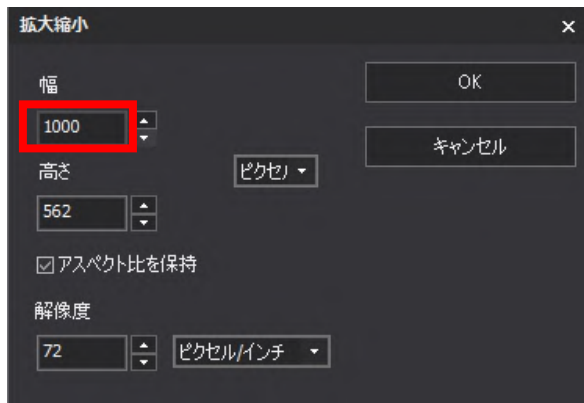 拡大縮小
幅
OK
1000
キャンセル
高さ
ピクセ
562
アスペクト比を保持
解像度
72 ピクセル/インチ